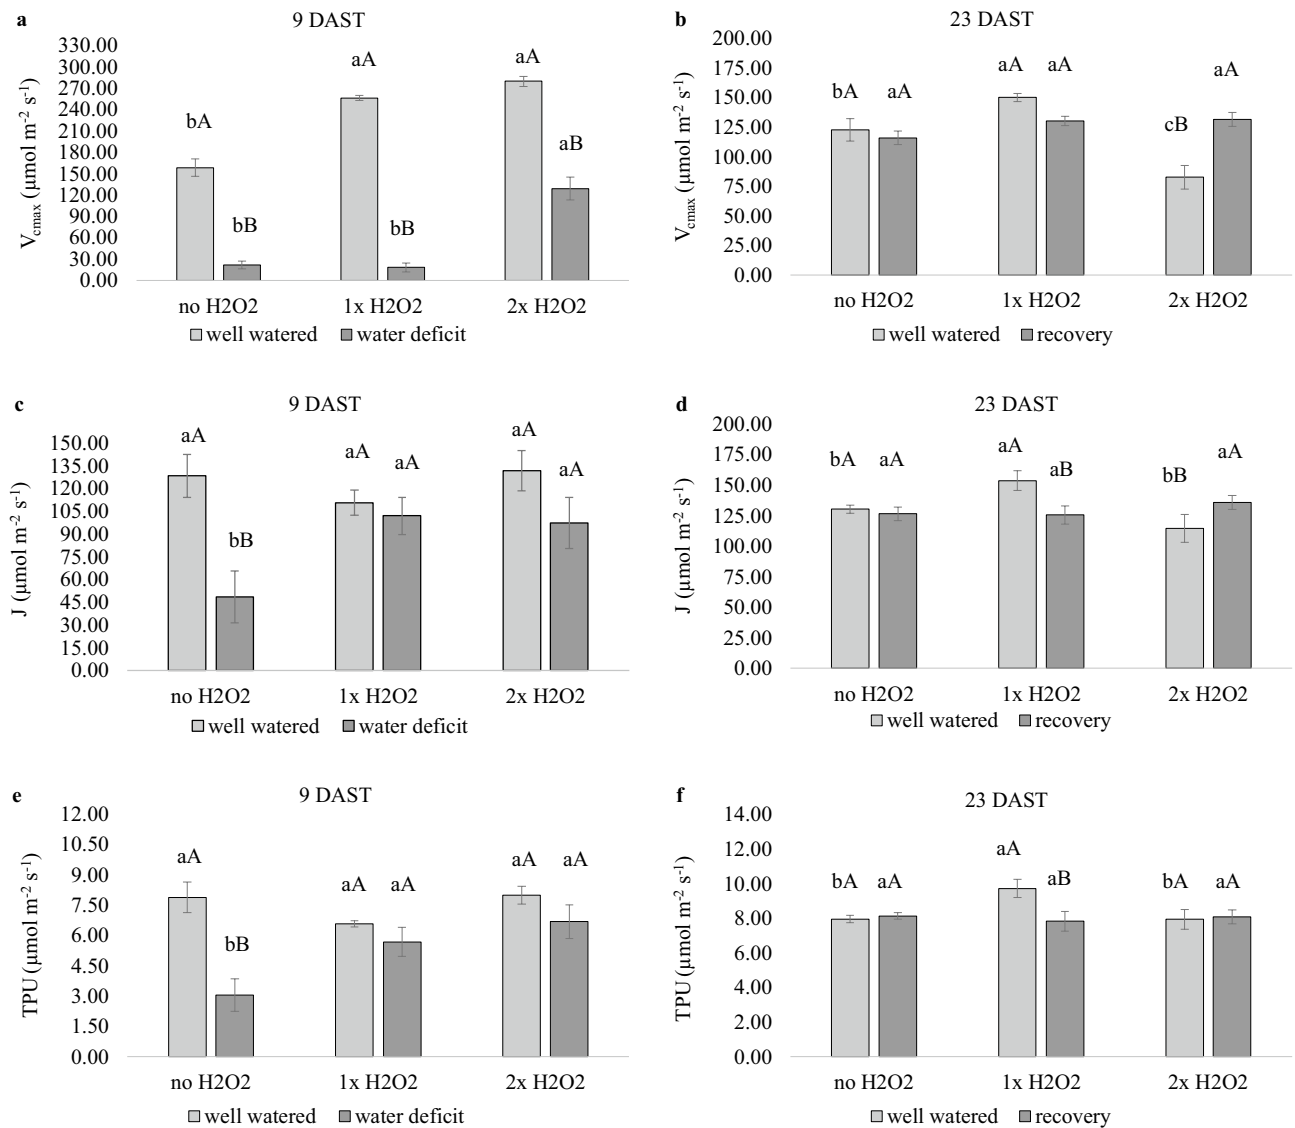 a
9 DAST
330.00
300.00
270.00
240.00
210.00
180.00
150.00
120.00
90.00
60.00
30.00
0.00
Vcmax (µmol m-2 s-1)
bA
bB
aA
bB
aA
aB
no H2O2 1x H2O2 2x H2O2
well watered water deficit
b
23 DAST
200.00
175.00
150.00
125.00
100.00
75.00
50.00
25.00
0.00
Vcmax (µmol m-2 s-1)
bA aA
aA aA
cB
aA
no H2O2 1x H2O2 2x H2O2
well watered recovery
c
9 DAST
150.00
135.00
120.00
105.00
90.00
75.00
60.00
45.00
30.00
15.00
0.00
J (µmol m-2 s-1)
aA
bB
aA
aA
aA
aA
no H2O2 1x H2O2 2x H2O2
well watered water deficit
d
23 DAST
200.00
175.00
150.00
125.00
100.00
75.00
50.00
25.00
0.00
J (µmol m-2 s-1)
bA aA
aA
aB
bB
aA
no H2O2 1x H2O2 2x H2O2
well watered recovery
e
9 DAST
12.00
10.50
9.00
7.50
6.00
4.50
3.00
1.50
0.00
TPU (µmol m-2 s-1)
aA
bB
aA aA
aA aA
no H2O2 1x H2O2 2x H2O2
well watered water deficit
f
23 DAST
14.00
12.00
10.00
8.00
6.00
4.00
2.00
0.00
TPU (µmol m-2 s-1)
bA aA
aA
aB
bA aA
no H2O2 1x H2O2 2x H2O2
well watered recovery